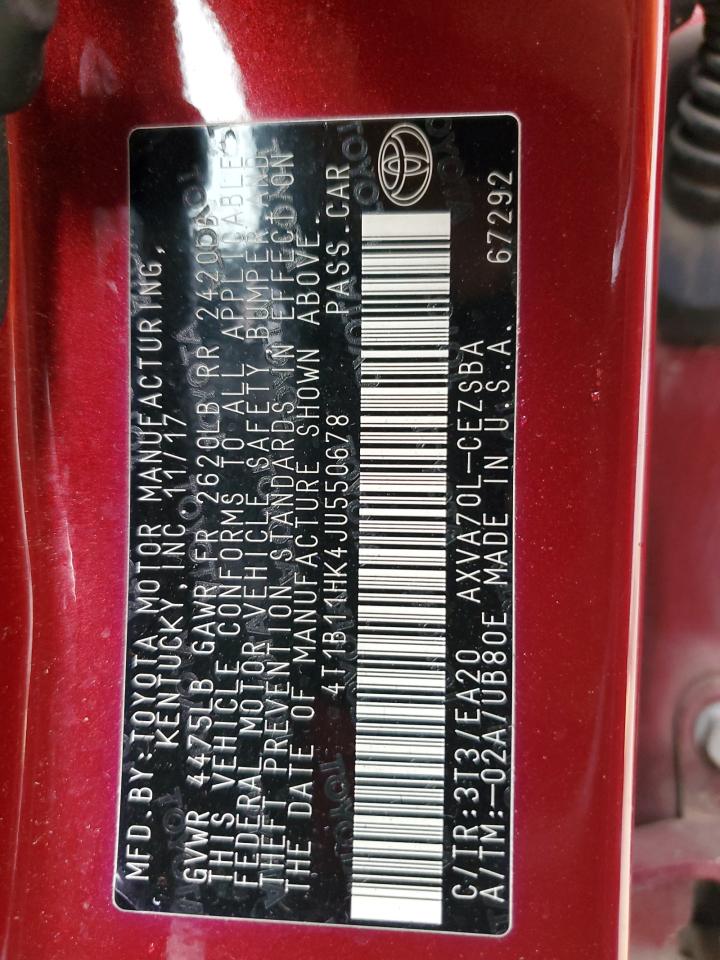 MFD.BY:TOYOTA MOTOR MANUFACTURING,
KENTUCKY,INC. 11/17
GVWR 4475LB GAWR FR 2620LB RR 2420LB
THIS VEHICLE CONFORMS TO ALL APPLICABLE
FEDERAL MOTOR VEHICLE SAFETY BUMPER AND
THEFT PREVENTION STANDARDS IN EFFECT ON
THE DATE OF MANUFACTURE SHOWN ABOVE.
4T1B11HK4JU550678 PASS.CAR
C/TR:3T3/EA20 AXVA70L-CEZSBA 67292
A/TM:-02A/UB80E MADE IN U.S.A.